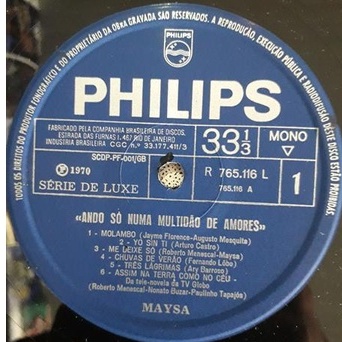 TODOS OS DIREITOS DO PRODUTOR FONOGRÁFICO E DO PROPRIETÁRIO DA OBRA GRAVADA SÃO RESERVADOS. A REPRODUÇÃO, EXECUÇÃO PÚBLICA E RADIODIFUSÃO DESTE DISCO ESTÃO PROIBIDAS.
PHILIPS
PHILIPS
FABRICADO PELA COMPANHIA BRASILEIRA DE DISCOS,
ESTRADA DAS FURNAS 1.467 RIO DE JANEIRO
INDÚSTRIA BRASILEIRA C G C n.º 33.177.411/3
SCDP-PF-001/GB
33 1/3
MONO
℗ 1970
SÉRIE DE LUXE
R 765.116 L
765.116 A
1
«ANDO SÓ NUMA MULTIDÃO DE AMORES»
1 - MOLAMBO (Jayme Florence-Augusto Mesquita)
2 - YO SIN TI (Arturo Castro)
3 - ME DEIXE SÓ (Roberto Menescal-Maysa)
4 - CHUVAS DE VERÃO (Fernando Lôbo)
5 - TRÊS LÁGRIMAS (Ary Barroso)
6 - ASSIM NA TERRA COMO NO CÉU -
Da tele-novela da TV Globo
(Roberto Menescal-Nonato Buzar-Paulinho Tapajós)
MAYSA